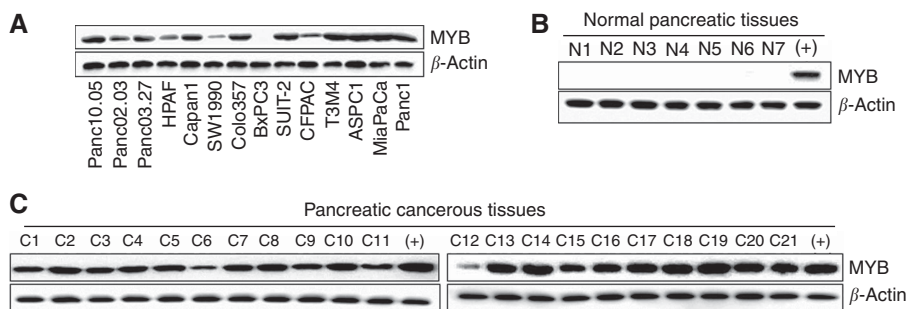 A
MYB
β-Actin
Panc10.05
Panc02.03
Panc03.27
HPAF
Capan1
SW1990
Colo357
BxPC3
SUIT-2
CFPAC
T3M4
ASPC1
MiaPaCa
Panc1
B
Normal pancreatic tissues
N1 N2 N3 N4 N5 N6 N7 (+)
MYB
β-Actin
C
Pancreatic cancerous tissues
C1 C2 C3 C4 C5 C6 C7 C8 C9 C10 C11 (+) C12 C13 C14 C15 C16 C17 C18 C19 C20 C21 (+)
MYB
β-Actin